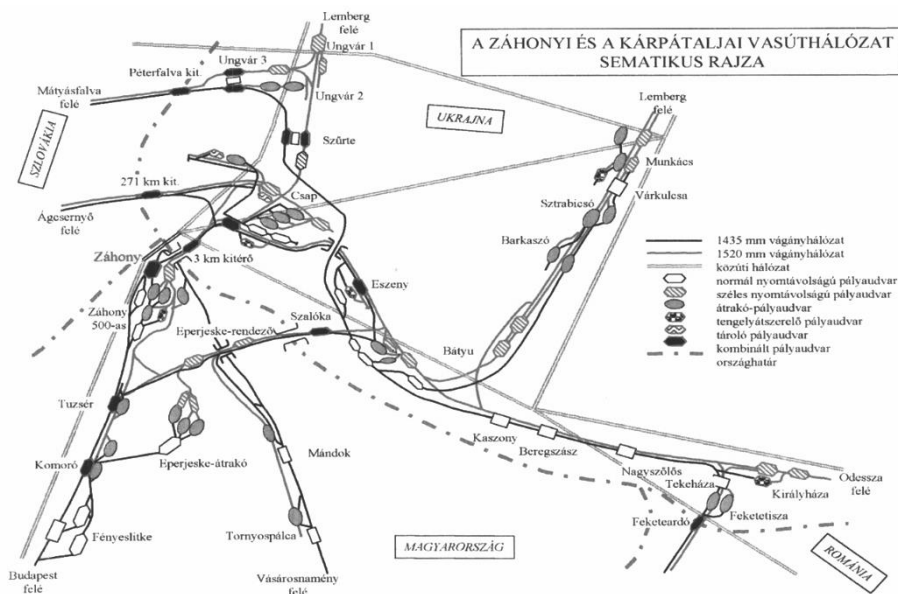 A ZÁHONYI ÉS A KÁRPÁTALJAI VASÚTHÁLÓZAT
SEMATIKUS RAJZA
Lemberg
felé
Ungvár 1
Ungvár 3
Péterfalva kit.
Mátyásfalva
felé
Ungvár 2
Szürte
SZLOVÁKIA
UKRAJNA
Lemberg
felé
Munkács
Várkulcsa
Sztrabicsó
Barkaszó
271 km kit.
Csap
Ágcsernyő
felé
Záhony
3 km kitérő
Záhony
500-as
Eszeny
Szalóka
Eperjeske-rendező
Bátyu
1435 mm vágányhálózat
1520 mm vágányhálózat
közúti hálózat
normál nyomtávolságú pályaudvar
széles nyomtávolságú pályaudvar
átrakó-pályaudvar
tengelyátszerelő pályaudvar
tároló pályaudvar
kombinált pályaudvar
országhatár
Tuzsér
Komoró
Eperjeske-átrakó
Mándok
Kaszony
Beregszász
Nagyszőlős
Tekeháza
Királyháza
Odessza
felé
Feketeardó
Feketetisza
Fényeslitke
Tornyospálca
Budapest
felé
Vásárosnamény
felé
MAGYARORSZÁG
ROMÁNIA